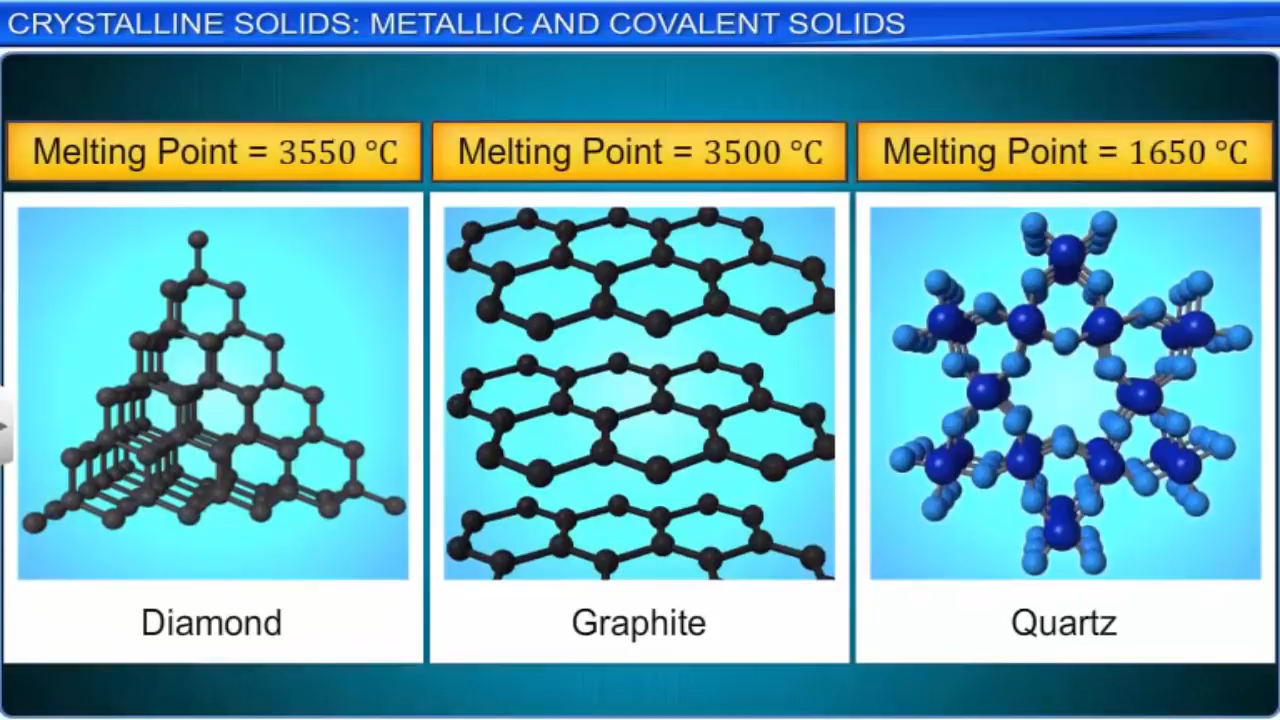 CRYSTALLINE SOLIDS: METALLIC AND COVALENT SOLIDS
Melting Point = 3550 °C
Melting Point = 3500 °C
Melting Point = 1650 °C
Diamond
Graphite
Quartz